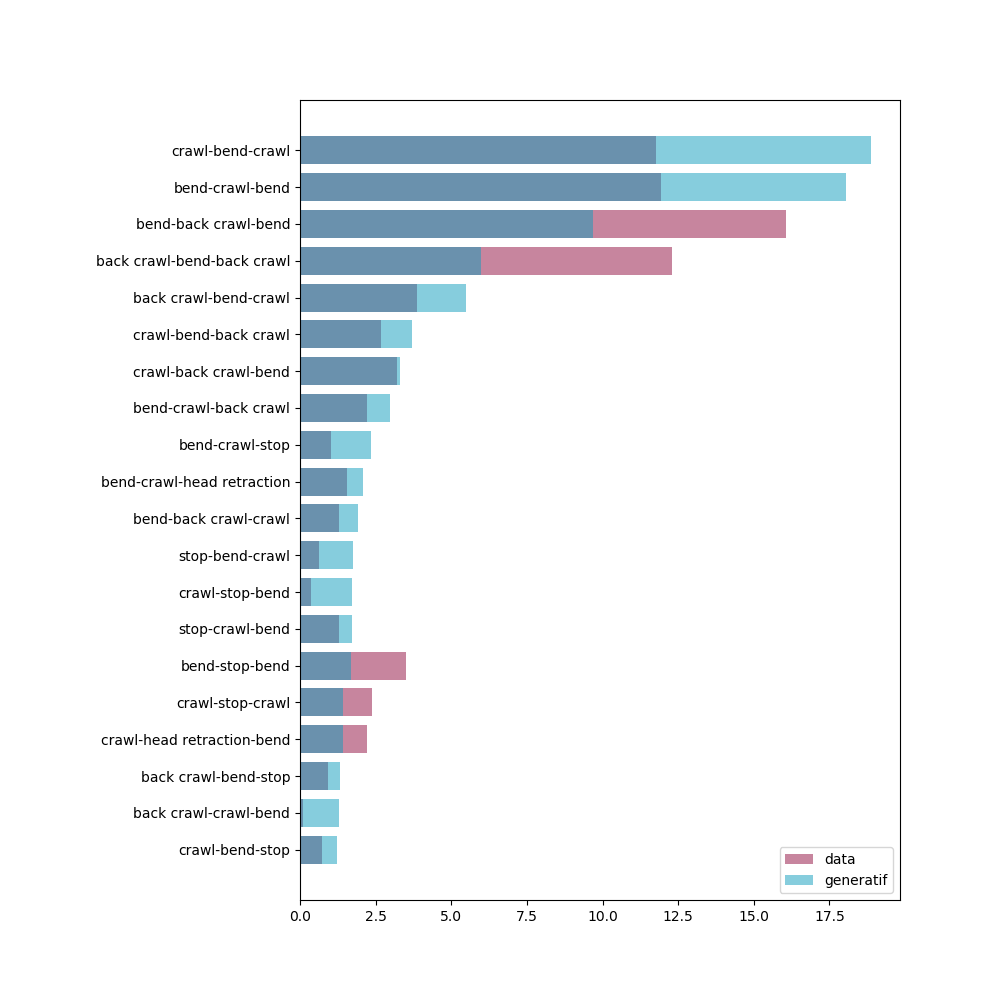 crawl-bend-crawl
bend-crawl-bend
bend-back crawl-bend
back crawl-bend-back crawl
back crawl-bend-crawl
crawl-bend-back crawl
crawl-back crawl-bend
bend-crawl-back crawl
bend-crawl-stop
bend-crawl-head retraction
bend-back crawl-crawl
stop-bend-crawl
crawl-stop-bend
stop-crawl-bend
bend-stop-bend
crawl-stop-crawl
crawl-head retraction-bend
back crawl-bend-stop
back crawl-crawl-bend
crawl-bend-stop
data
generatif
0.0 2.5 5.0 7.5 10.0 12.5 15.0 17.5